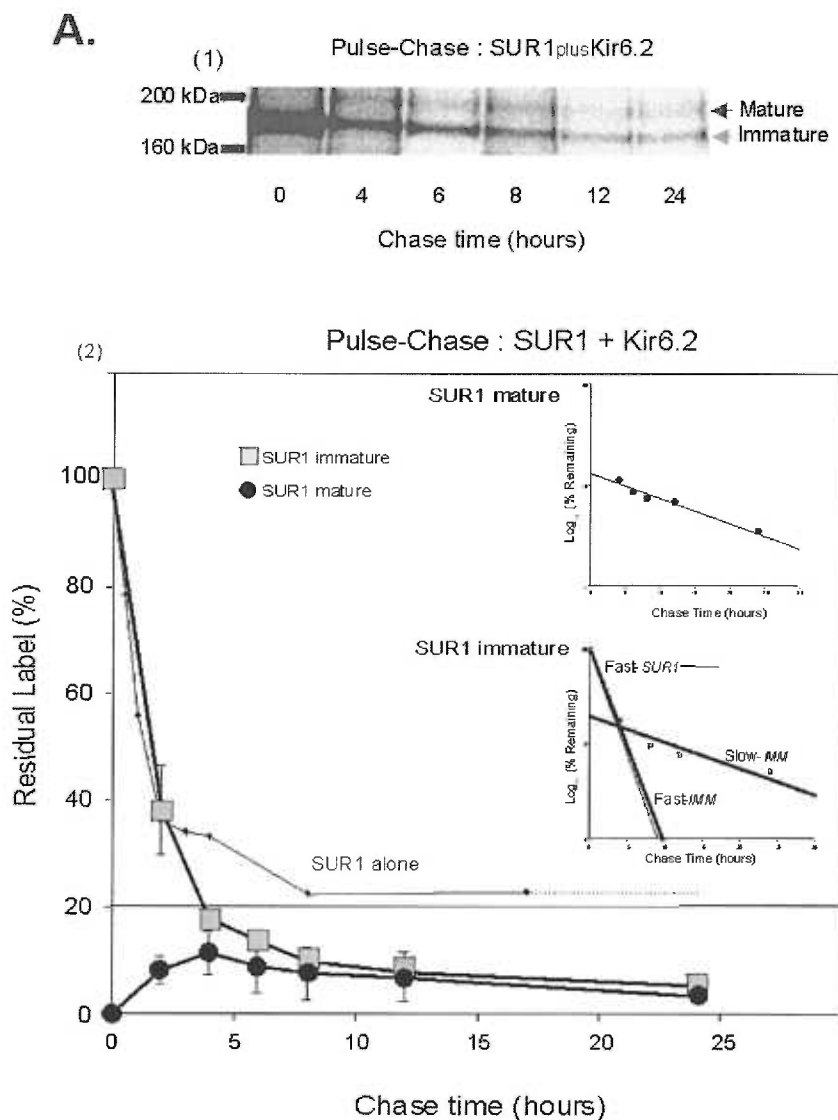 A.
(1)
Pulse-Chase : SUR1plusKir6.2
200 kDa
Mature
Immature
160 kDa
0 4 6 8 12 24
Chase time (hours)
(2)
Pulse-Chase : SUR1 + Kir6.2
SUR1 mature
SUR1 immature
SUR1 mature
Log (% Remaining)
Chase Time (hours)
SUR1 immature
Fast-SUR1
Slow-IMM
Fast-IMM
Log (% Remaining)
Chase Time (hours)
SUR1 alone
Residual Label (%)
100
80
60
40
20
0
0 5 10 15 20 25
Chase time (hours)